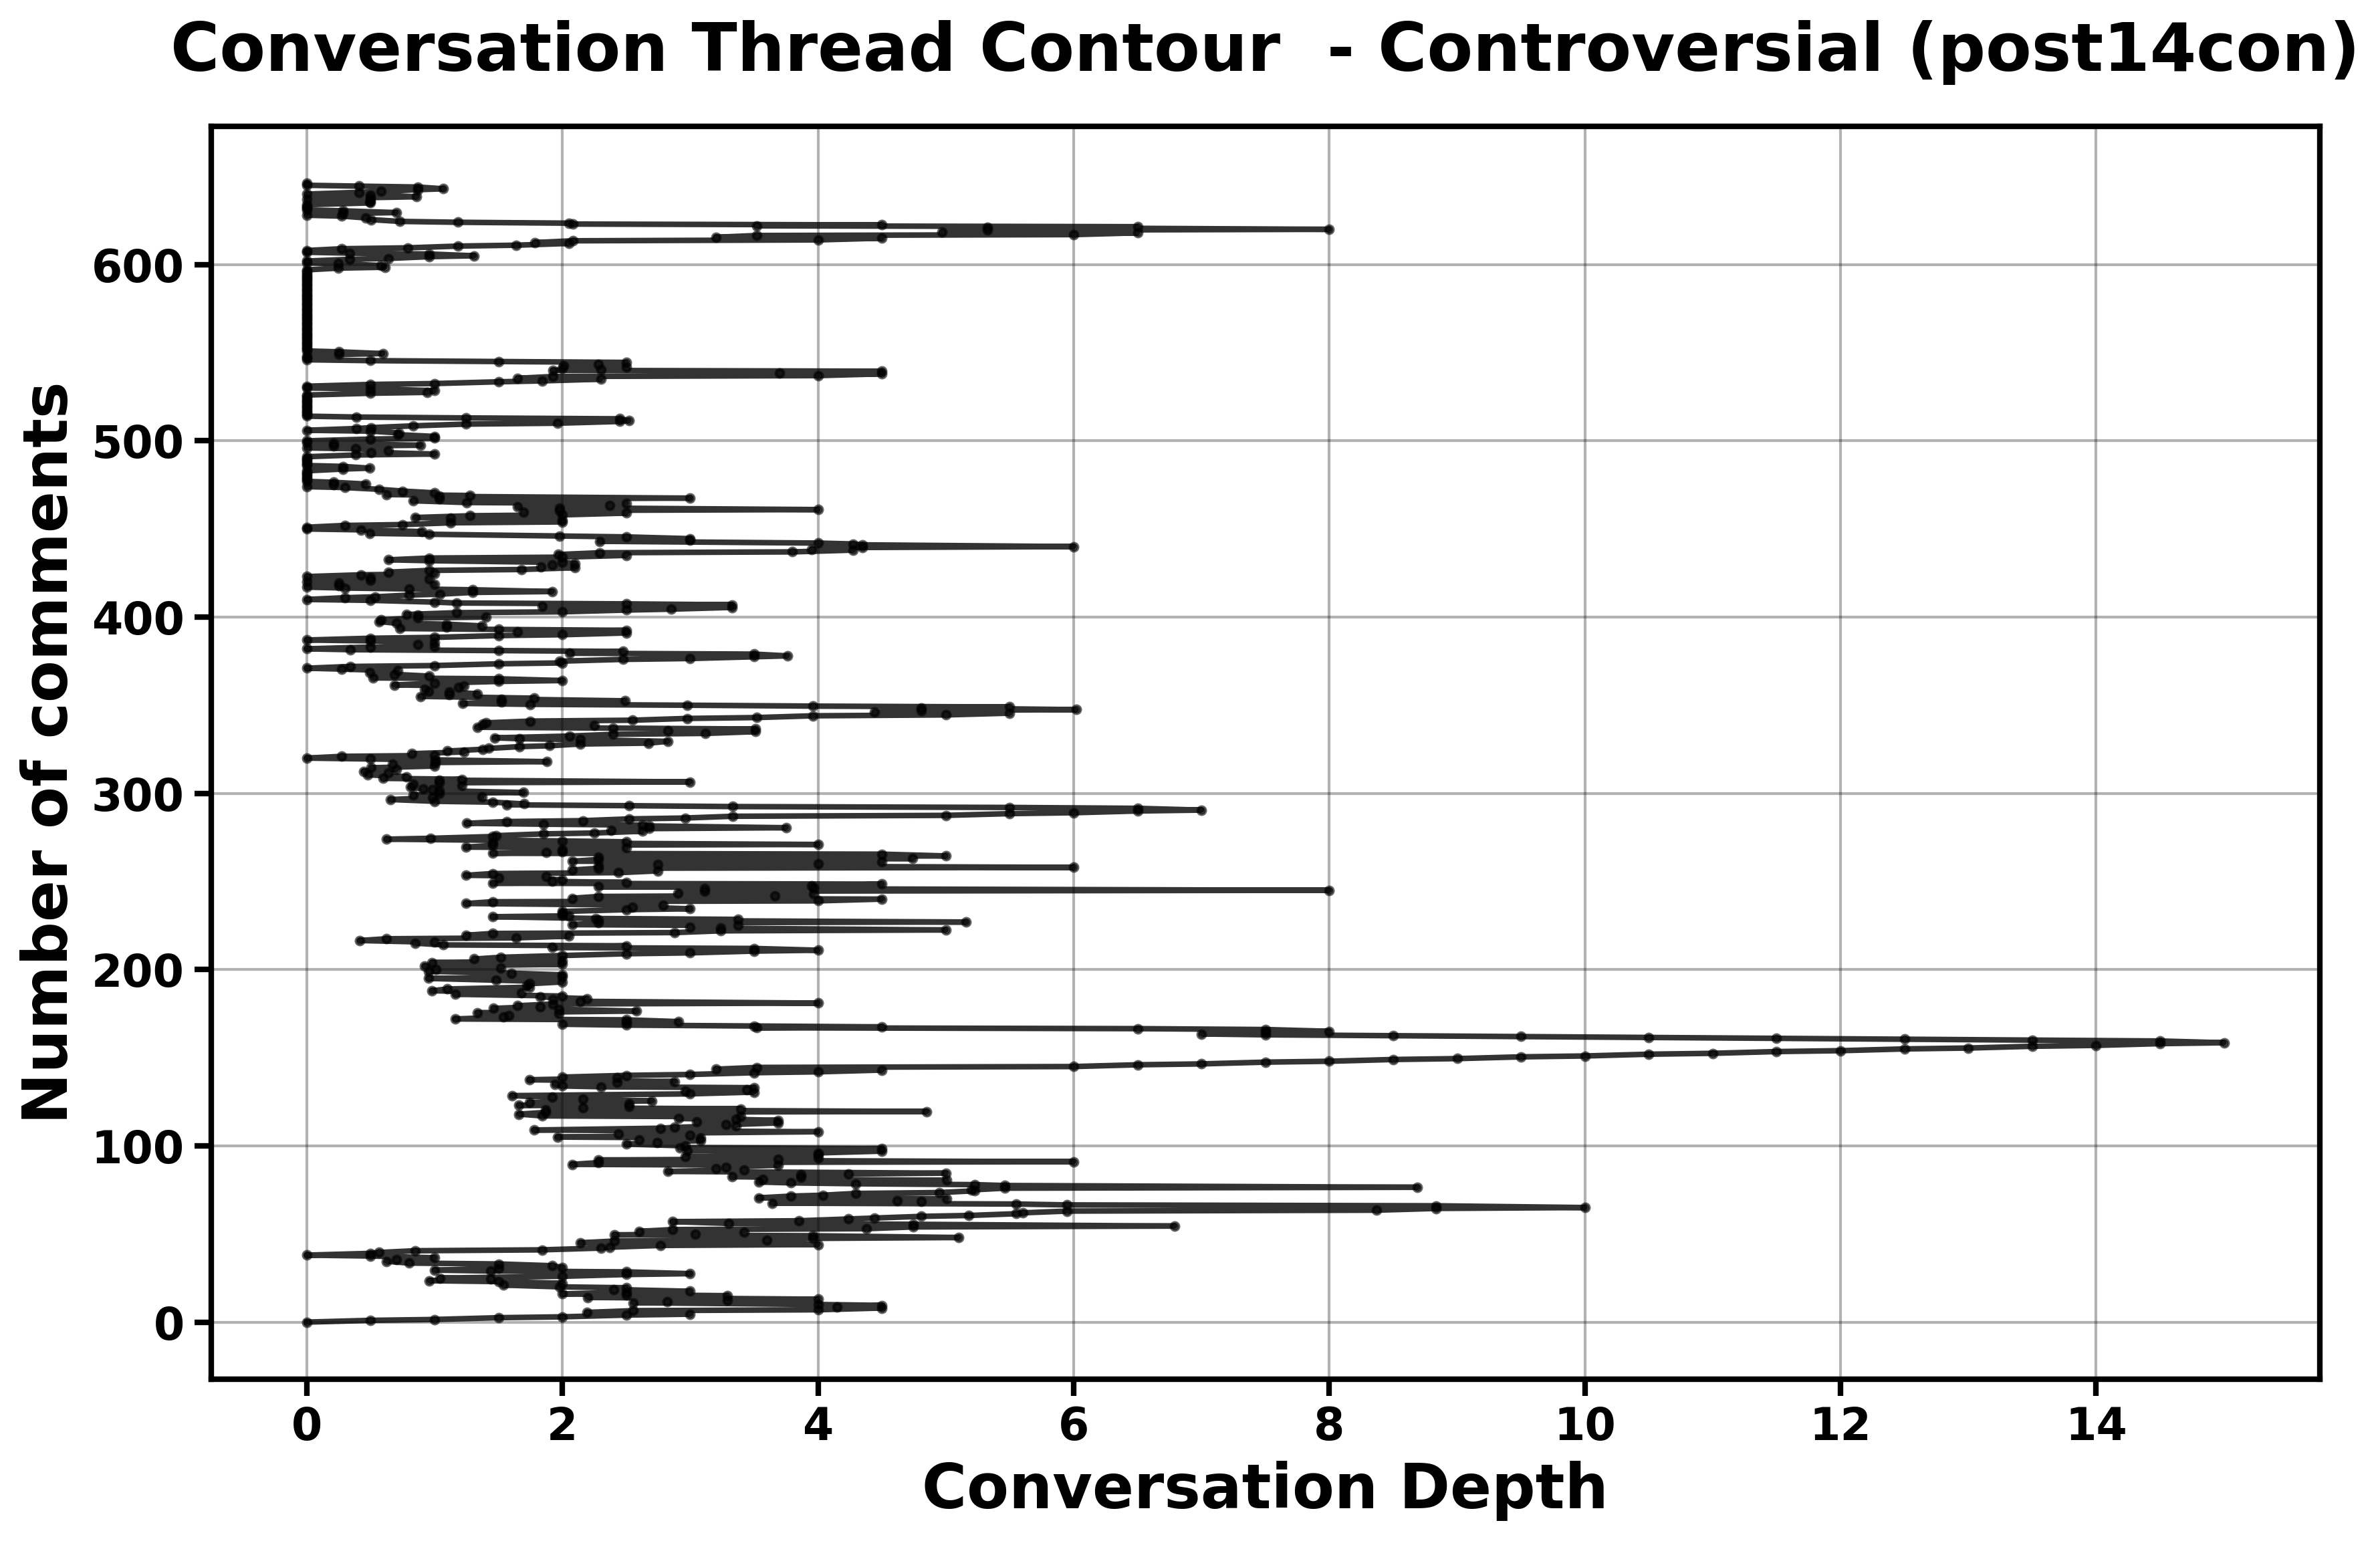 Conversation Thread Contour  - Controversial (post14con)
Number of comments
600
500
400
300
200
100
0
0 2 4 6 8 10 12 14
Conversation Depth